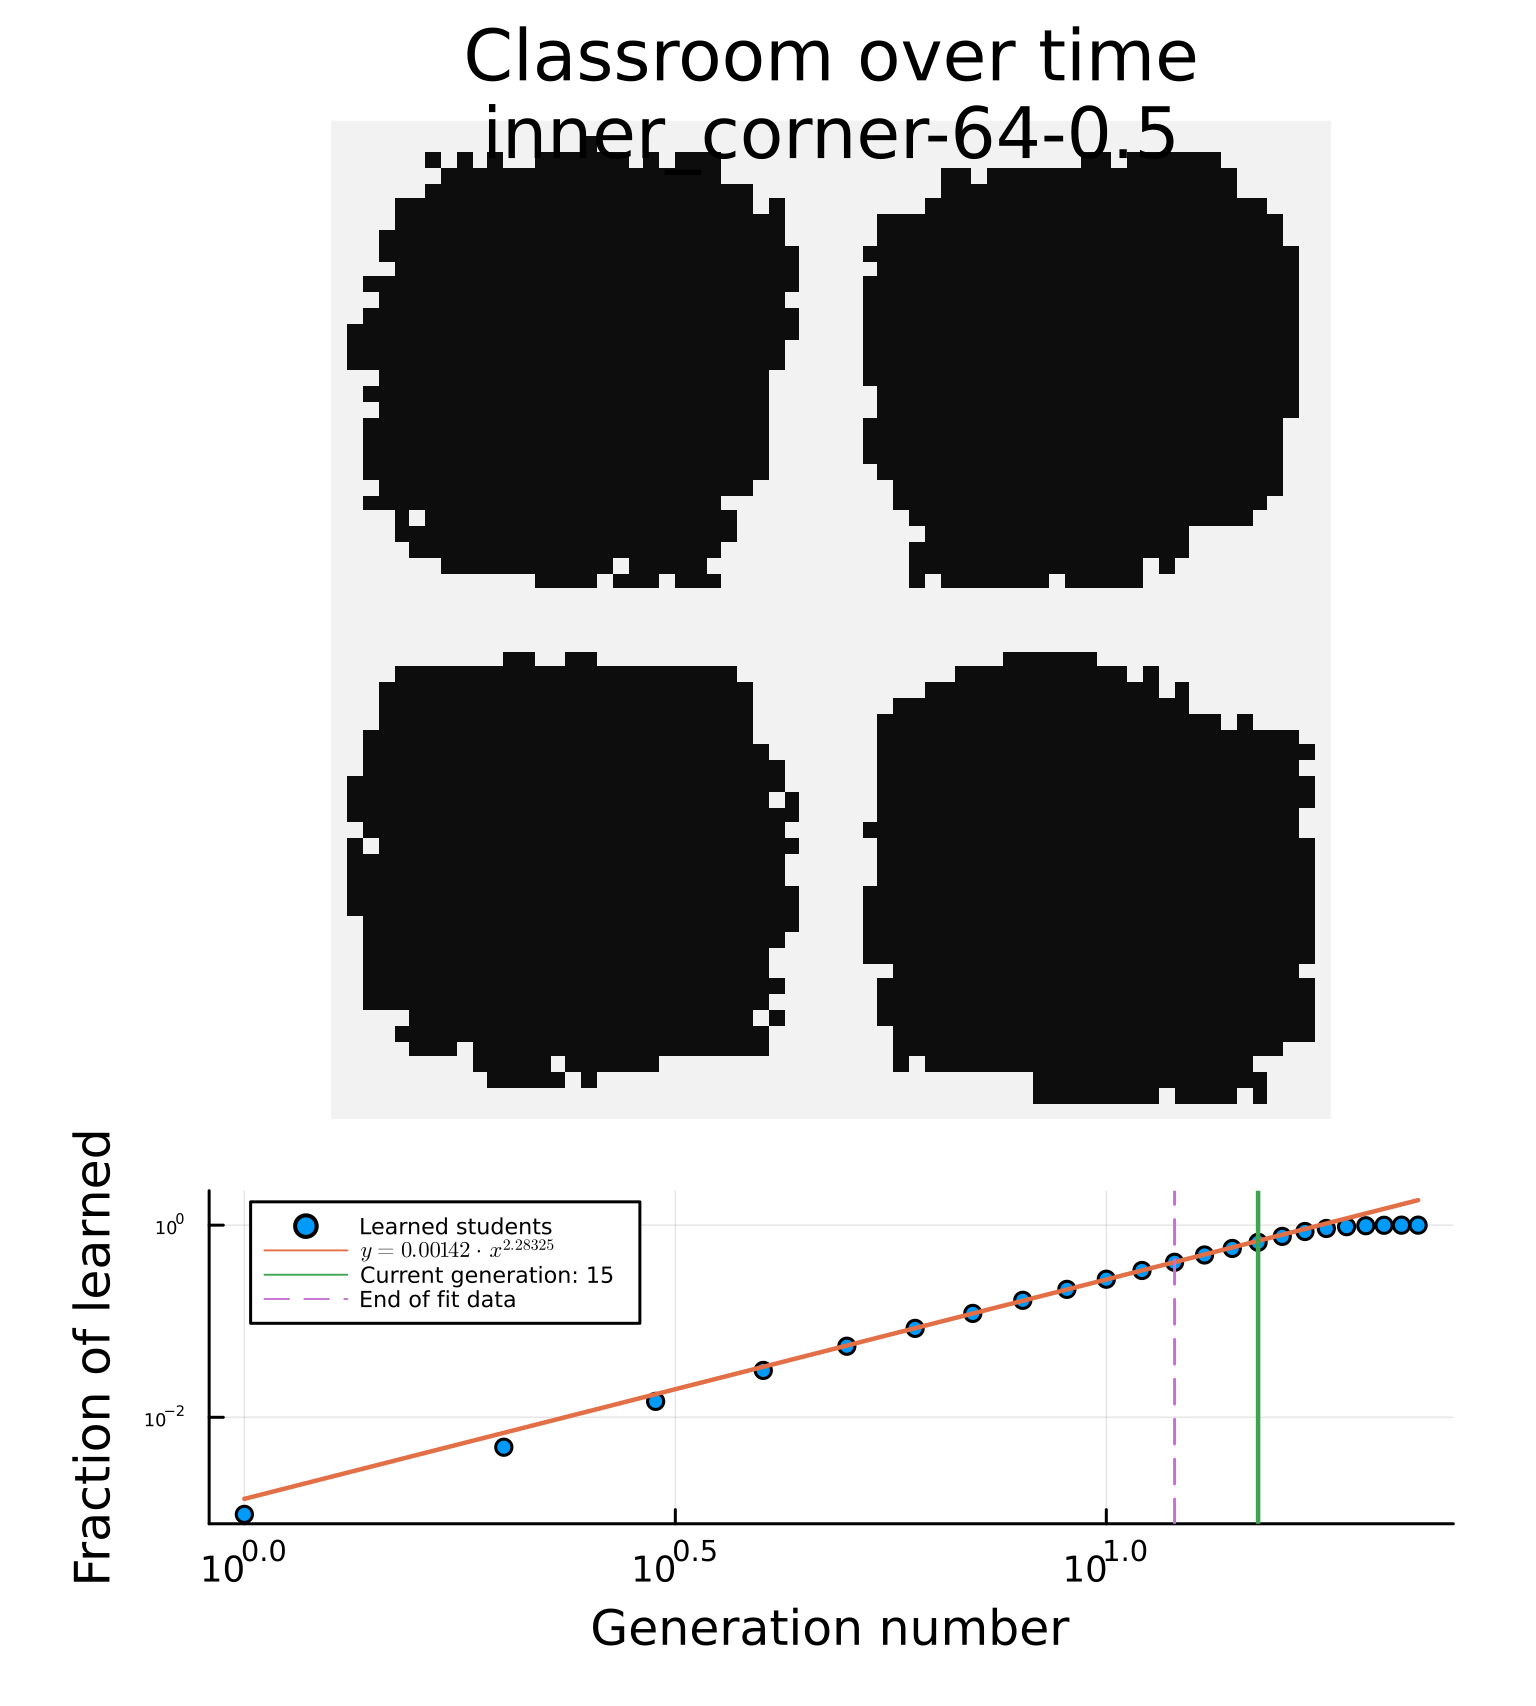 Classroom over time
inner_corner-64-0.5
Fraction of learned
10^0
10^−2
Learned students
y = 0.00142 · x^2.28325
Current generation: 15
End of fit data
10^0.0 10^0.5 10^1.0
Generation number